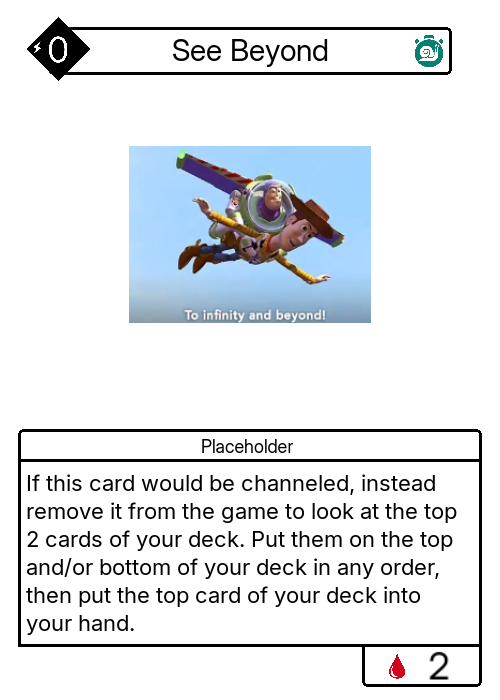 0
See Beyond
To infinity and beyond!
Placeholder
If this card would be channeled, instead
remove it from the game to look at the top
2 cards of your deck. Put them on the top
and/or bottom of your deck in any order,
then put the top card of your deck into
your hand.
2